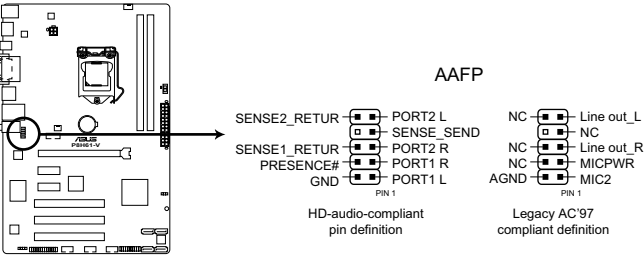 AAFP
SENSE2_RETUR
PORT2 L
SENSE_SEND
SENSE1_RETUR
PORT2 R
PRESENCE#
PORT1 R
GND
PORT1 L
PIN 1
HD-audio-compliant
pin definition
NC
Line out_L
NC
NC
Line out_R
NC
MICPWR
AGND
MIC2
PIN 1
Legacy AC'97
compliant definition
ASUS
P8H61-V